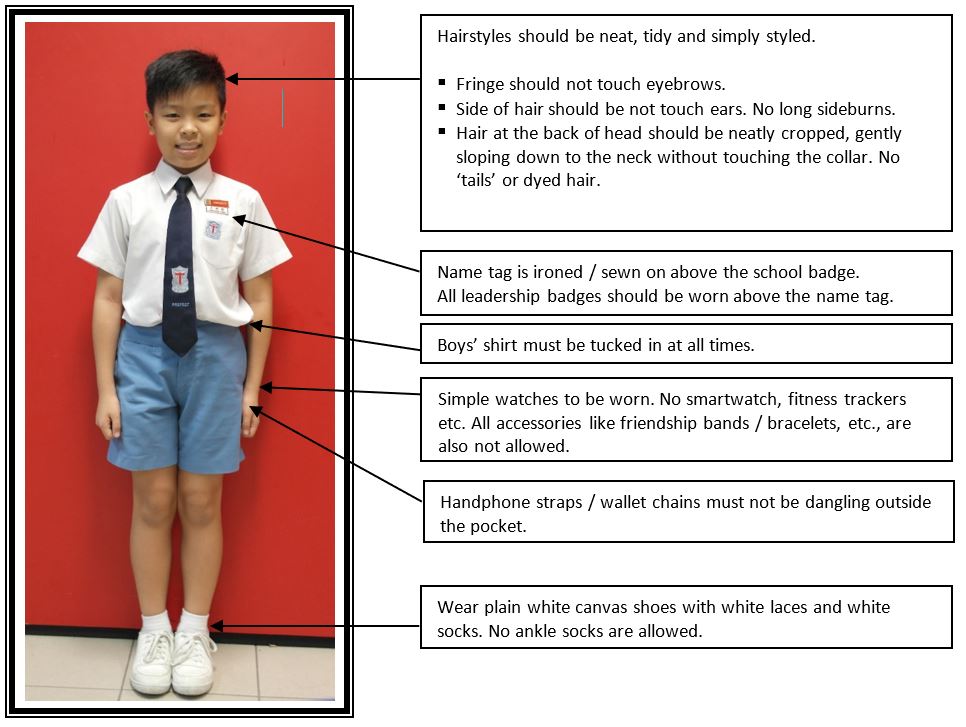 Hairstyles should be neat, tidy and simply styled.
▪ Fringe should not touch eyebrows.
▪ Side of hair should be not touch ears. No long sideburns.
▪ Hair at the back of head should be neatly cropped, gently
sloping down to the neck without touching the collar. No
‘tails’ or dyed hair.
Name tag is ironed / sewn on above the school badge.
All leadership badges should be worn above the name tag.
T
T
PREFECT
Boys’ shirt must be tucked in at all times.
Simple watches to be worn. No smartwatch, fitness trackers
etc. All accessories like friendship bands / bracelets, etc., are
also not allowed.
Handphone straps / wallet chains must not be dangling outside
the pocket.
Wear plain white canvas shoes with white laces and white
socks. No ankle socks are allowed.